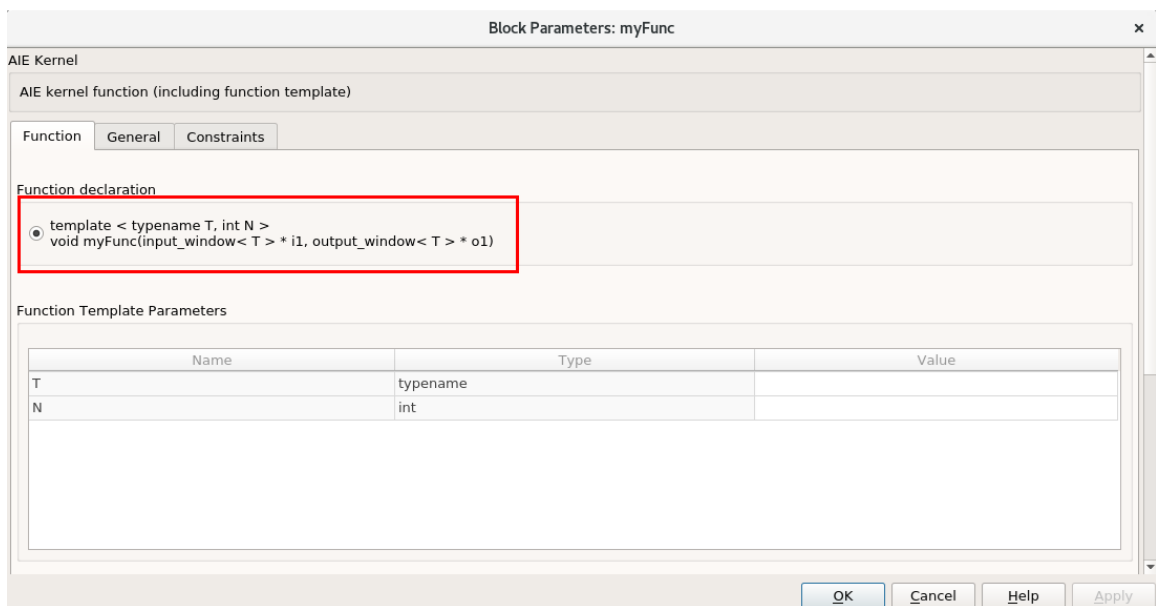 Block Parameters: myFunc ×
AIE Kernel
AIE kernel function (including function template)
Function General Constraints
Function declaration
template < typename T, int N >
void myFunc(input_window< T > * i1, output_window< T > * o1)
Function Template Parameters
Name Type Value
T typename
N int
OK Cancel Help Apply